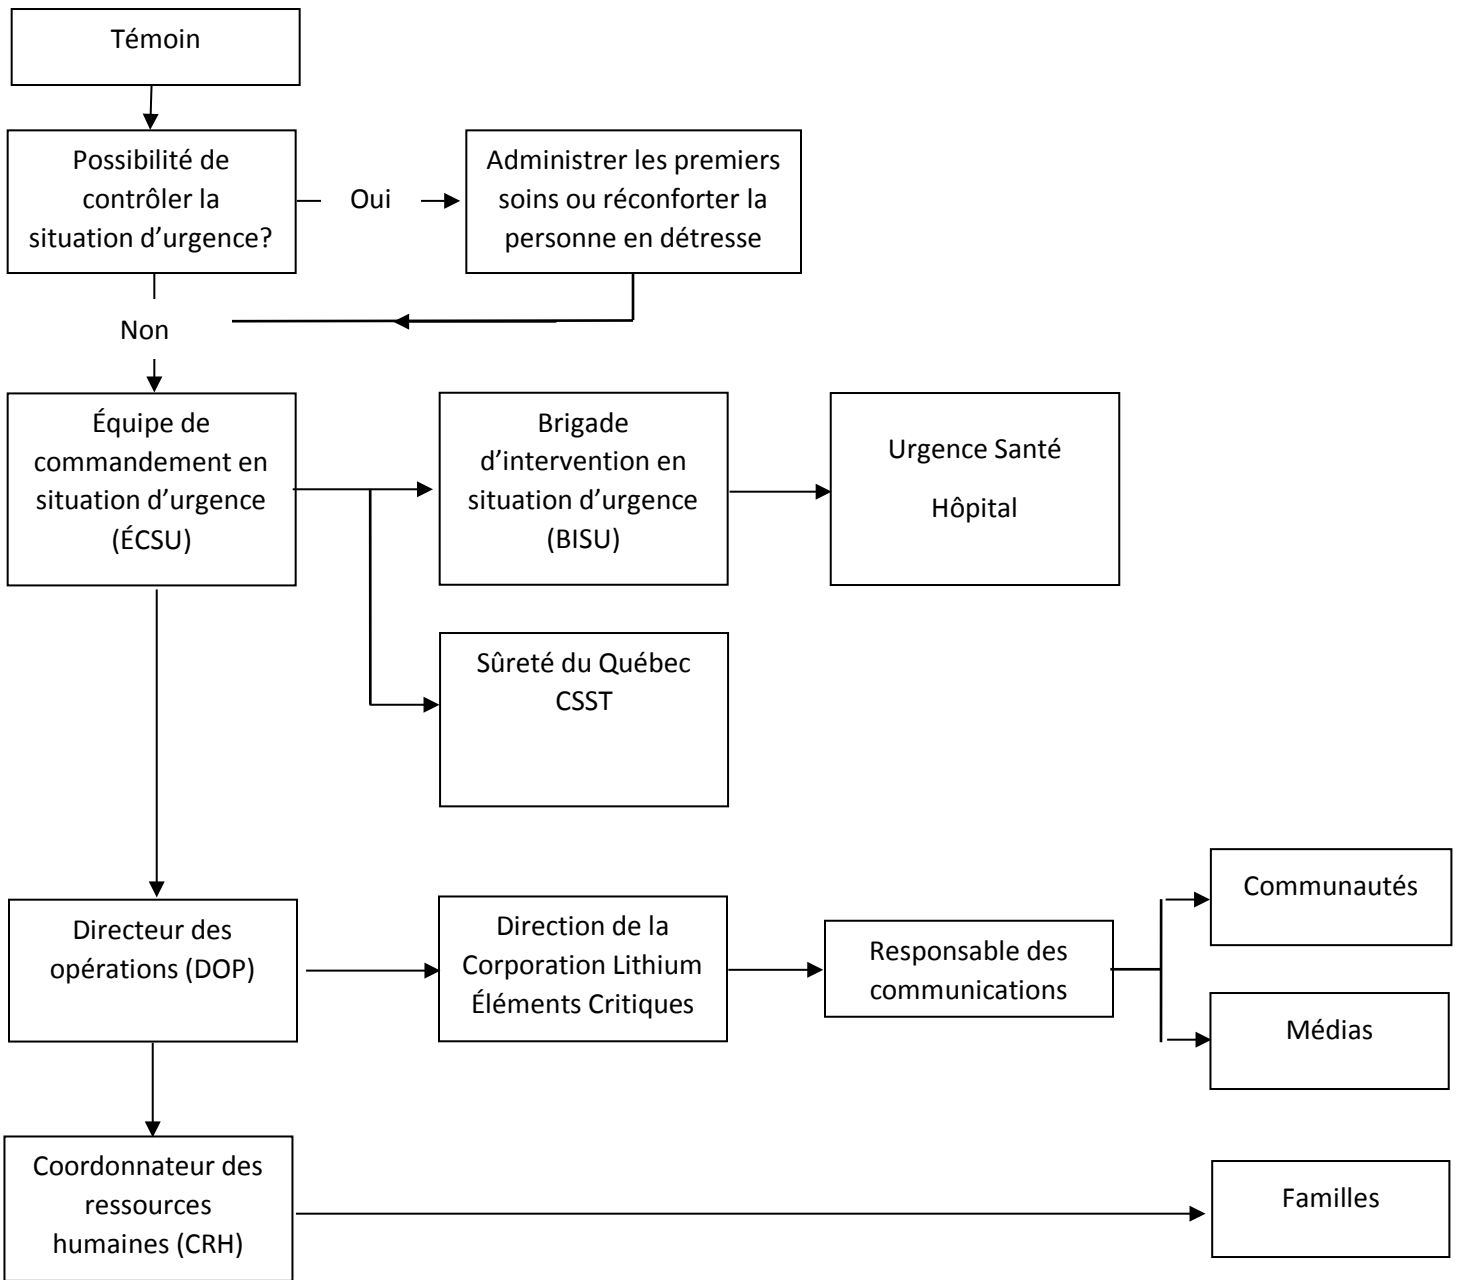 Témoin
Possibilité de
contrôler la
situation d’urgence?
Oui
Administrer les premiers
soins ou réconforter la
personne en détresse
Non
Équipe de
commandement en
situation d’urgence
(ÉCSU)
Brigade
d’intervention en
situation d’urgence
(BISU)
Urgence Santé
Hôpital
Sûreté du Québec
CSST
Directeur des
opérations (DOP)
Direction de la
Corporation Lithium
Éléments Critiques
Responsable des
communications
Communautés
Médias
Coordonnateur des
ressources
humaines (CRH)
Familles